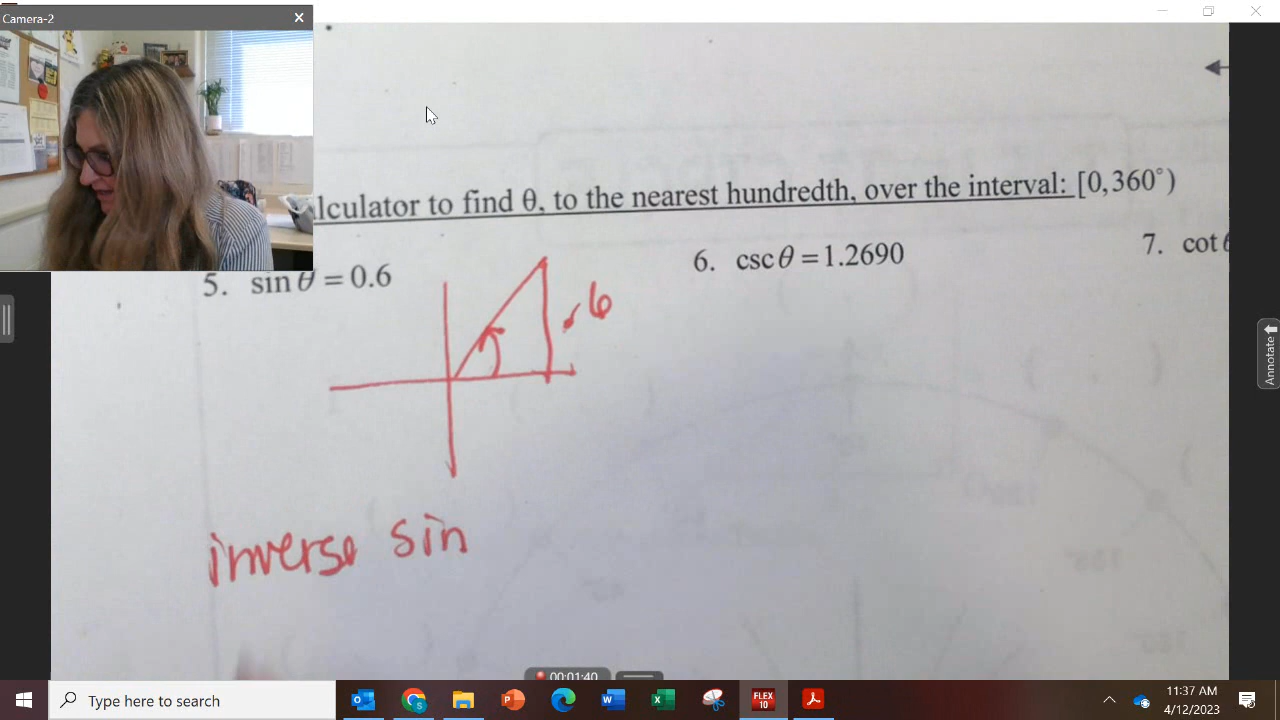 Camera-2
lculator to find θ, to the nearest hundredth, over the interval: [0,360°)
5. sin θ = 0.6
6. csc θ = 1.2690
7. cot θ
.6
inverse sin
Annotate
00:01:40
Type here to search
FLEX
10
11:37 AM
4/12/2023